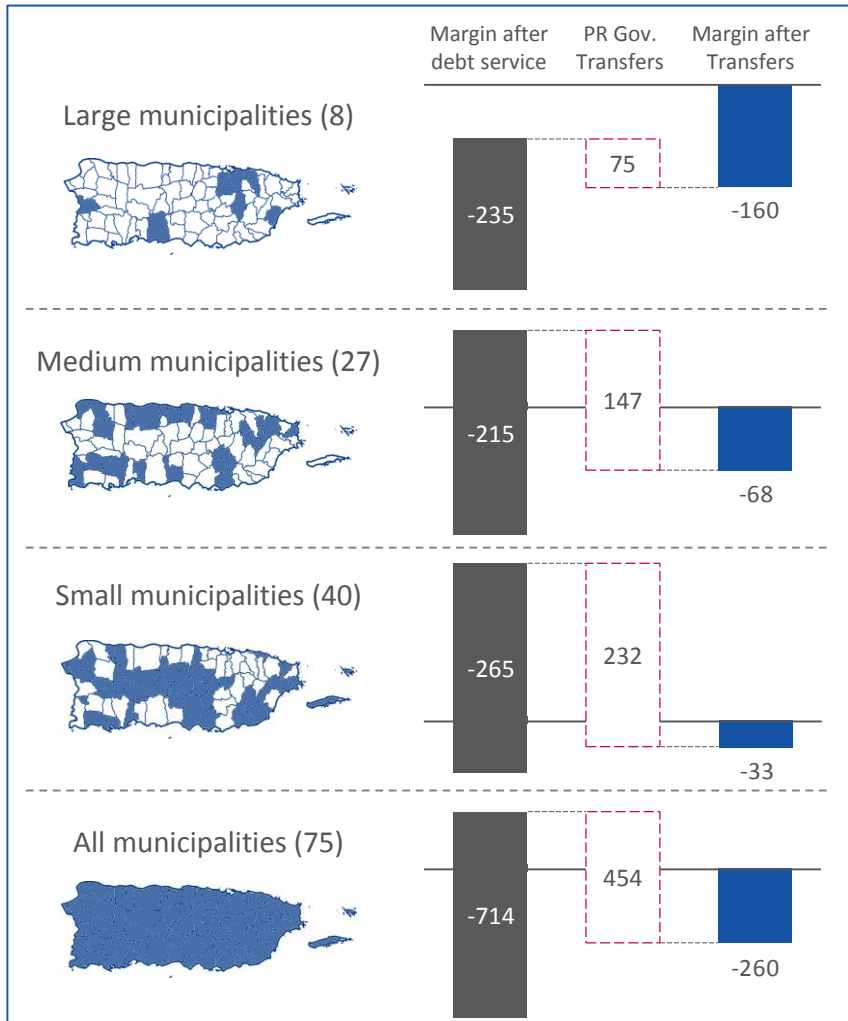 Margin after
debt service
PR Gov.
Transfers
Margin after
Transfers
Large municipalities (8)
-235
75
-160
Medium municipalities (27)
-215
147
-68
Small municipalities (40)
-265
232
-33
All municipalities (75)
-714
454
-260